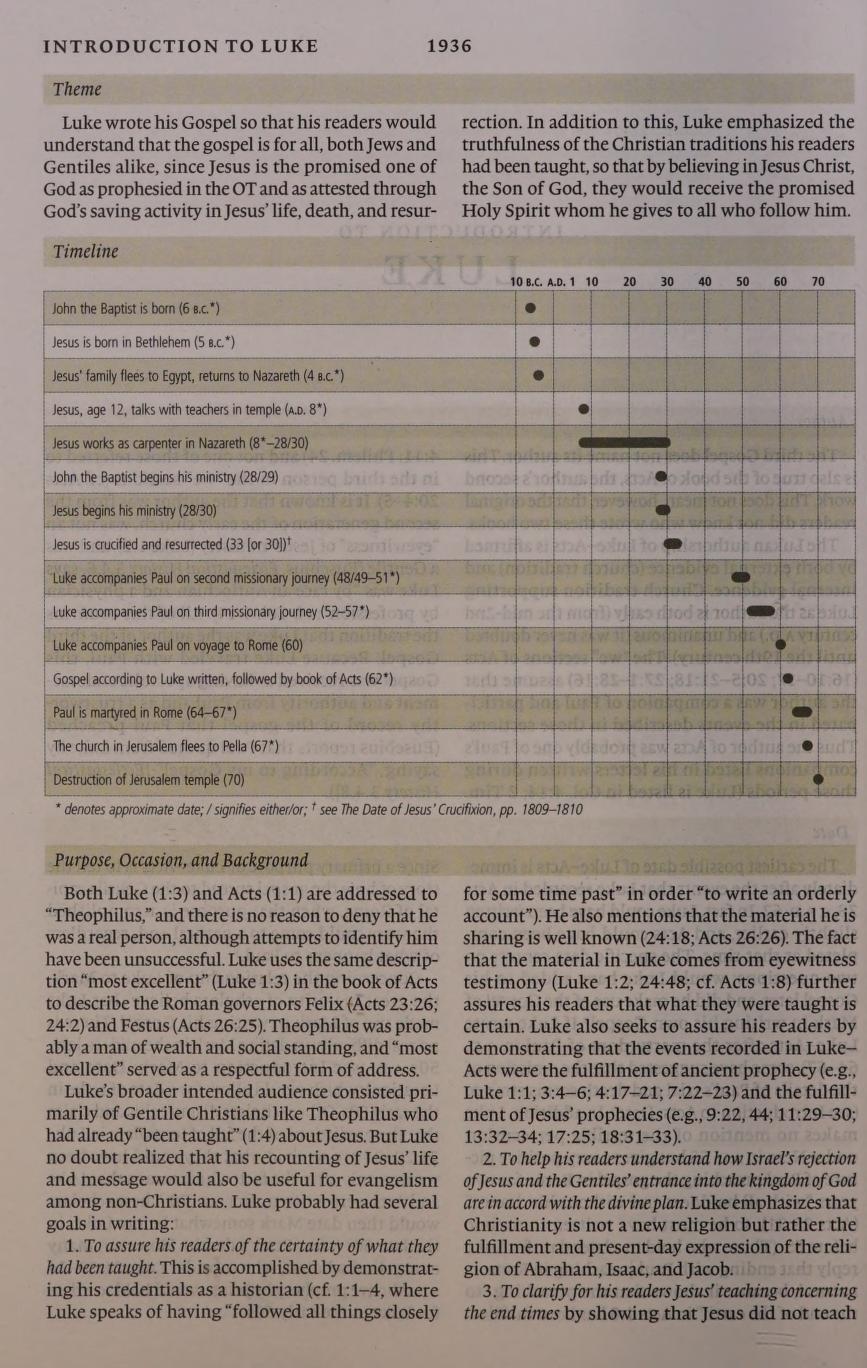 INTRODUCTION TO LUKE 1936
Theme
Luke wrote his Gospel so that his readers would
understand that the gospel is for all, both Jews and
Gentiles alike, since Jesus is the promised one of
God as prophesied in the OT and as attested through
God's saving activity in Jesus' life, death, and resur-
rection. In addition to this, Luke emphasized the
truthfulness of the Christian traditions his readers
had been taught, so that by believing in Jesus Christ,
the Son of God, they would receive the promised
Holy Spirit whom he gives to all who follow him.
Timeline
10 B.C. A.D. 1 10 20 30 40 50 60 70
John the Baptist is born (6 B.C.*)
Jesus is born in Bethlehem (5 B.C.*)
Jesus' family flees to Egypt, returns to Nazareth (4 B.C.*)
Jesus, age 12, talks with teachers in temple (A.D. 8*)
Jesus works as carpenter in Nazareth (8*–28/30)
John the Baptist begins his ministry (28/29)
Jesus begins his ministry (28/30)
Jesus is crucified and resurrected (33 [or 30])†
Luke accompanies Paul on second missionary journey (48/49–51*)
Luke accompanies Paul on third missionary journey (52–57*)
Luke accompanies Paul on voyage to Rome (60)
Gospel according to Luke written, followed by book of Acts (62*)
Paul is martyred in Rome (64–67*)
The church in Jerusalem flees to Pella (67*)
Destruction of Jerusalem temple (70)
* denotes approximate date; / signifies either/or; † see The Date of Jesus' Crucifixion, pp. 1809–1810
Purpose, Occasion, and Background
Both Luke (1:3) and Acts (1:1) are addressed to
“Theophilus,” and there is no reason to deny that he
was a real person, although attempts to identify him
have been unsuccessful. Luke uses the same descrip-
tion “most excellent” (Luke 1:3) in the book of Acts
to describe the Roman governors Felix (Acts 23:26;
24:2) and Festus (Acts 26:25). Theophilus was prob-
ably a man of wealth and social standing, and “most
excellent” served as a respectful form of address.
Luke's broader intended audience consisted pri-
marily of Gentile Christians like Theophilus who
had already “been taught” (1:4) about Jesus. But Luke
no doubt realized that his recounting of Jesus' life
and message would also be useful for evangelism
among non-Christians. Luke probably had several
goals in writing:
1. To assure his readers of the certainty of what they
had been taught. This is accomplished by demonstrat-
ing his credentials as a historian (cf. 1:1–4, where
Luke speaks of having “followed all things closely
for some time past” in order “to write an orderly
account”). He also mentions that the material he is
sharing is well known (24:18; Acts 26:26). The fact
that the material in Luke comes from eyewitness
testimony (Luke 1:2; 24:48; cf. Acts 1:8) further
assures his readers that what they were taught is
certain. Luke also seeks to assure his readers by
demonstrating that the events recorded in Luke–
Acts were the fulfillment of ancient prophecy (e.g.,
Luke 1:1; 3:4–6; 4:17–21; 7:22–23) and the fulfill-
ment of Jesus' prophecies (e.g., 9:22, 44; 11:29–30;
13:32–34; 17:25; 18:31–33).
2. To help his readers understand how Israel's rejection
of Jesus and the Gentiles' entrance into the kingdom of God
are in accord with the divine plan. Luke emphasizes that
Christianity is not a new religion but rather the
fulfillment and present-day expression of the reli-
gion of Abraham, Isaac, and Jacob.
3. To clarify for his readers Jesus' teaching concerning
the end times by showing that Jesus did not teach